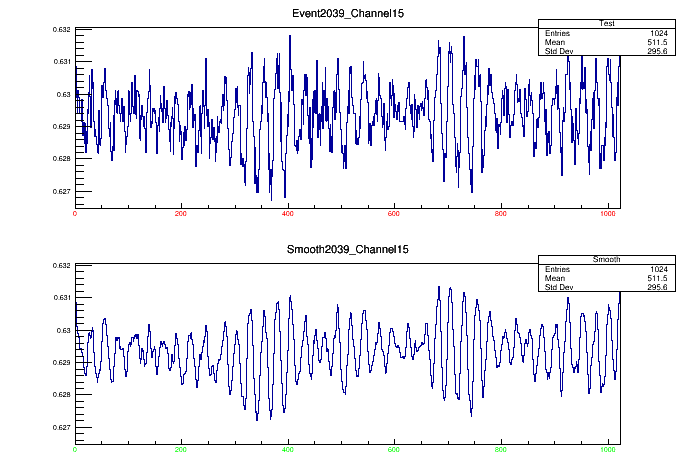 Event2039_Channel15
Test
Entries 1024
Mean 511.5
Std Dev 295.6
0.632
0.631
0.63
0.629
0.628
0.627
0 200 400 600 800 1000
Smooth2039_Channel15
Smooth
Entries 1024
Mean 511.5
Std Dev 295.6
0.632
0.631
0.63
0.629
0.628
0.627
0 200 400 600 800 1000